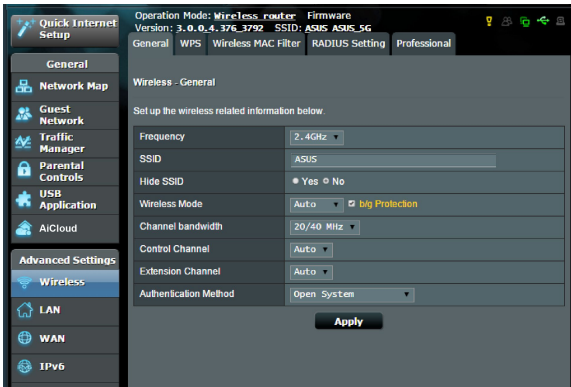 Quick Internet
Setup
Operation Mode: Wireless router Firmware
Version: 3.0.0.4.376_3792 SSID: ASUS ASUS_5G
General WPS Wireless MAC Filter RADIUS Setting Professional
General
Network Map
Guest
Network
Traffic
Manager
Parental
Controls
USB
Application
AiCloud
Advanced Settings
Wireless
LAN
WAN
IPv6
Wireless - General
Set up the wireless related information below.
Frequency 2.4GHz
SSID ASUS
Hide SSID Yes No
Wireless Mode Auto b/g Protection
Channel bandwidth 20/40 MHz
Control Channel Auto
Extension Channel Auto
Authentication Method Open System
Apply